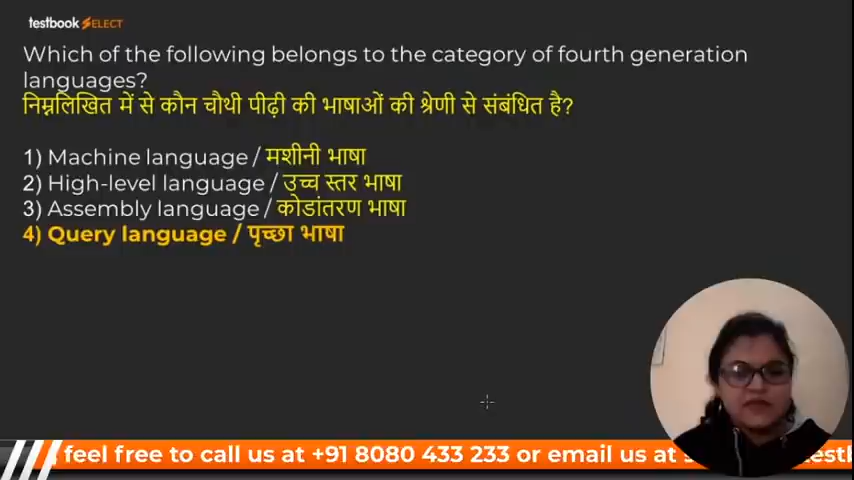 testbook SELECT
Which of the following belongs to the category of fourth generation
languages?
निम्नलिखित में से कौन चौथी पीढ़ी की भाषाओं की श्रेणी से संबंधित है?
1) Machine language / मशीनी भाषा
2) High-level language / उच्च स्तर भाषा
3) Assembly language / कोडांतरण भाषा
4) Query language / पृच्छा भाषा
feel free to call us at +91 8080 433 233 or email us at